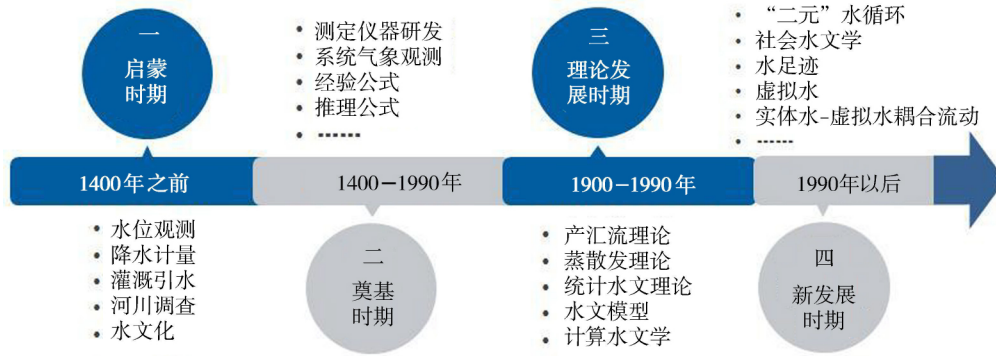 一
启蒙
时期
• 测定仪器研发
• 系统气象观测
• 经验公式
• 推理公式
• ······
三
理论发
展时期
• “二元”水循环
• 社会水文学
• 水足迹
• 虚拟水
• 实体水-虚拟水耦合流动
• ······
1400年之前
1400-1990年
1900-1990年
1990年以后
• 水位观测
• 降水计量
• 灌溉引水
• 河川调查
• 水文化
二
奠基
时期
• 产汇流理论
• 蒸散发理论
• 统计水文理论
• 水文模型
• 计算水文学
四
新发展
时期